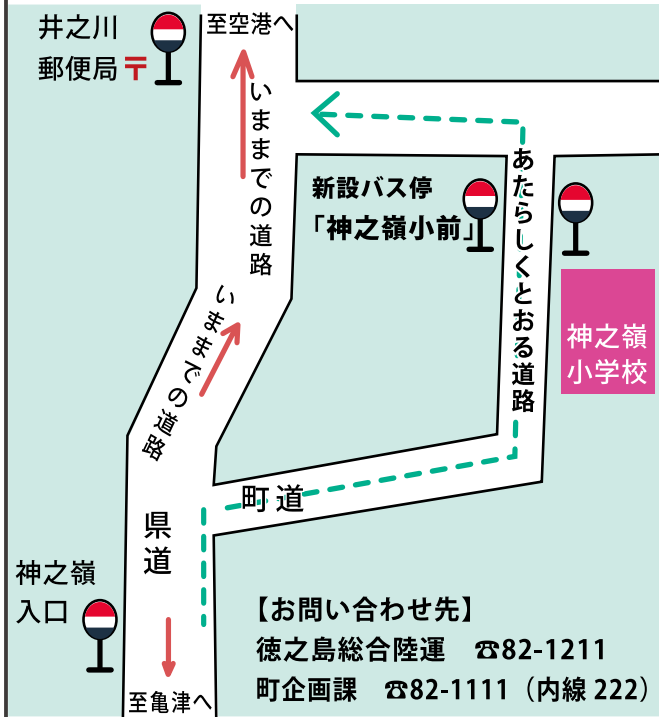 井之川
郵便局〒
至空港へ
いままでの道路
新設バス停
「神之嶺小前」
あたらしくとおる道路
神之嶺
小学校
いままでの道路
町道
県道
神之嶺
入口
至亀津へ
【お問い合わせ先】
徳之島総合陸運　☎82-1211
町企画課　☎82-1111（内線 222）